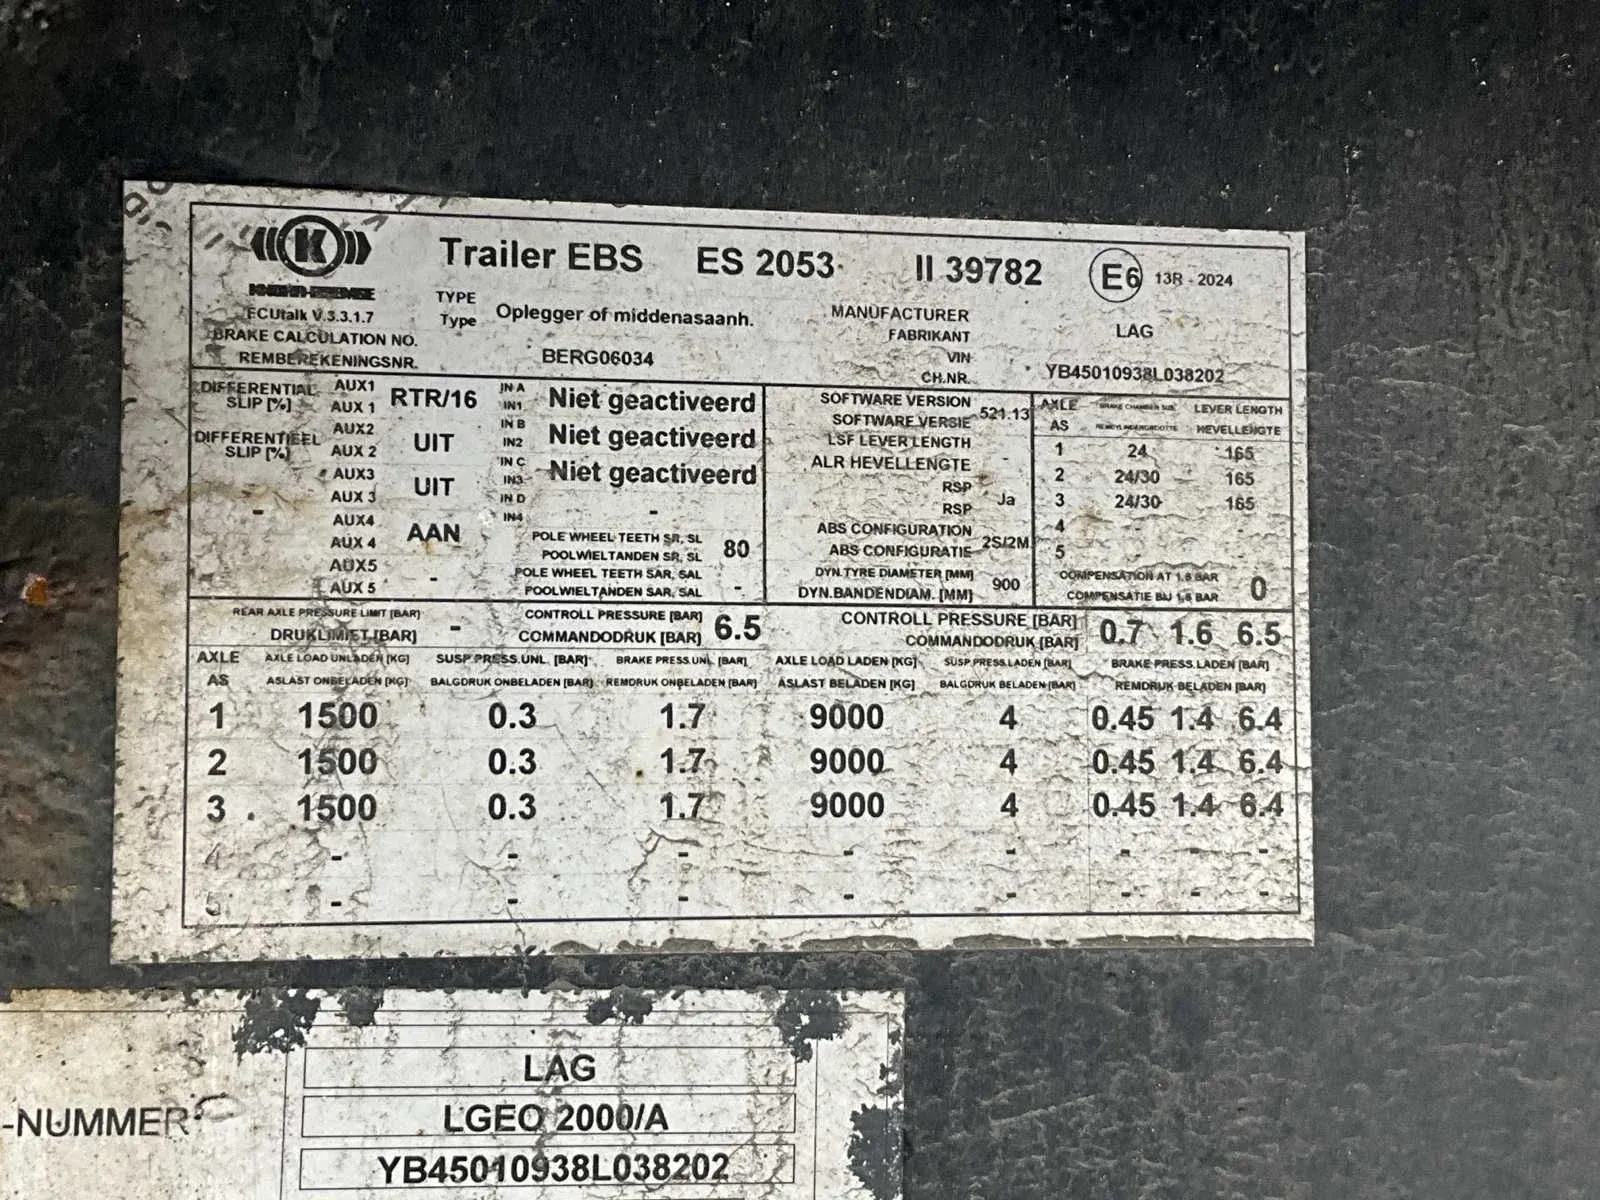 Trailer EBS ES 2053 II 39782 E6 13R - 2024
KNORR-BREMSE
ECUtalk V.3.3.1.7
TYPE
Type Oplegger of middenasaanh.
MANUFACTURER
FABRIKANT LAG
BRAKE CALCULATION NO.
REMBEREKENINGSNR. BERG06034
VIN
CH.NR. YB45010938L038202
DIFFERENTIAL SLIP [%]
DIFFERENTIEEL SLIP [%]
-
AUX1
AUX 1 RTR/16
AUX2
AUX 2 UIT
AUX3
AUX 3 UIT
AUX4
AUX 4 AAN
AUX5
AUX 5 -
IN A
IN1 Niet geactiveerd
IN B
IN2 Niet geactiveerd
IN C
IN3 Niet geactiveerd
IN D
IN4 -
POLE WHEEL TEETH SR, SL
POOLWIELTANDEN SR, SL 80
POLE WHEEL TEETH SAR, SAL
POOLWIELTANDEN SAR, SAL -
SOFTWARE VERSION
SOFTWARE VERSIE 521.13
LSF LEVER LENGTH
ALR HEVELLENGTE -
RSP
RSP Ja
ABS CONFIGURATION
ABS CONFIGURATIE 2S/2M
DYN.TYRE DIAMETER [MM]
DYN.BANDENDIAM. [MM] 900
AXLE BRAKE CHAMBER SIZE LEVER LENGTH
AS REMCYLINDERGROOTTE HEVELLENGTE
1 24 165
2 24/30 165
3 24/30 165
4 - -
5
COMPENSATION AT 1.6 BAR
COMPENSATIE BIJ 1,6 BAR 0
REAR AXLE PRESSURE LIMIT [BAR]
DRUKLIMIET [BAR] -
CONTROLL PRESSURE [BAR]
COMMANDODRUK [BAR] 6.5
CONTROLL PRESSURE [BAR]
COMMANDODRUK [BAR] 0.7 1.6 6.5
AXLE AXLE LOAD UNLADEN [KG] SUSP.PRESS.UNL. [BAR] BRAKE PRESS.UNL. [BAR] AXLE LOAD LADEN [KG] SUSP.PRESS.LADEN [BAR] BRAKE PRESS.LADEN [BAR]
AS ASLAST ONBELADEN [KG] BALGDRUK ONBELADEN [BAR] REMDRUK ONBELADEN [BAR] ASLAST BELADEN [KG] BALGDRUK BELADEN [BAR] REMDRUK BELADEN [BAR]
1 1500 0.3 1.7 9000 4 0.45 1.4 6.4
2 1500 0.3 1.7 9000 4 0.45 1.4 6.4
3 1500 0.3 1.7 9000 4 0.45 1.4 6.4
4 - - - - - - - -
5 - - - - - - - -
LAG
-NUMMER LGEO 2000/A
YB45010938L038202